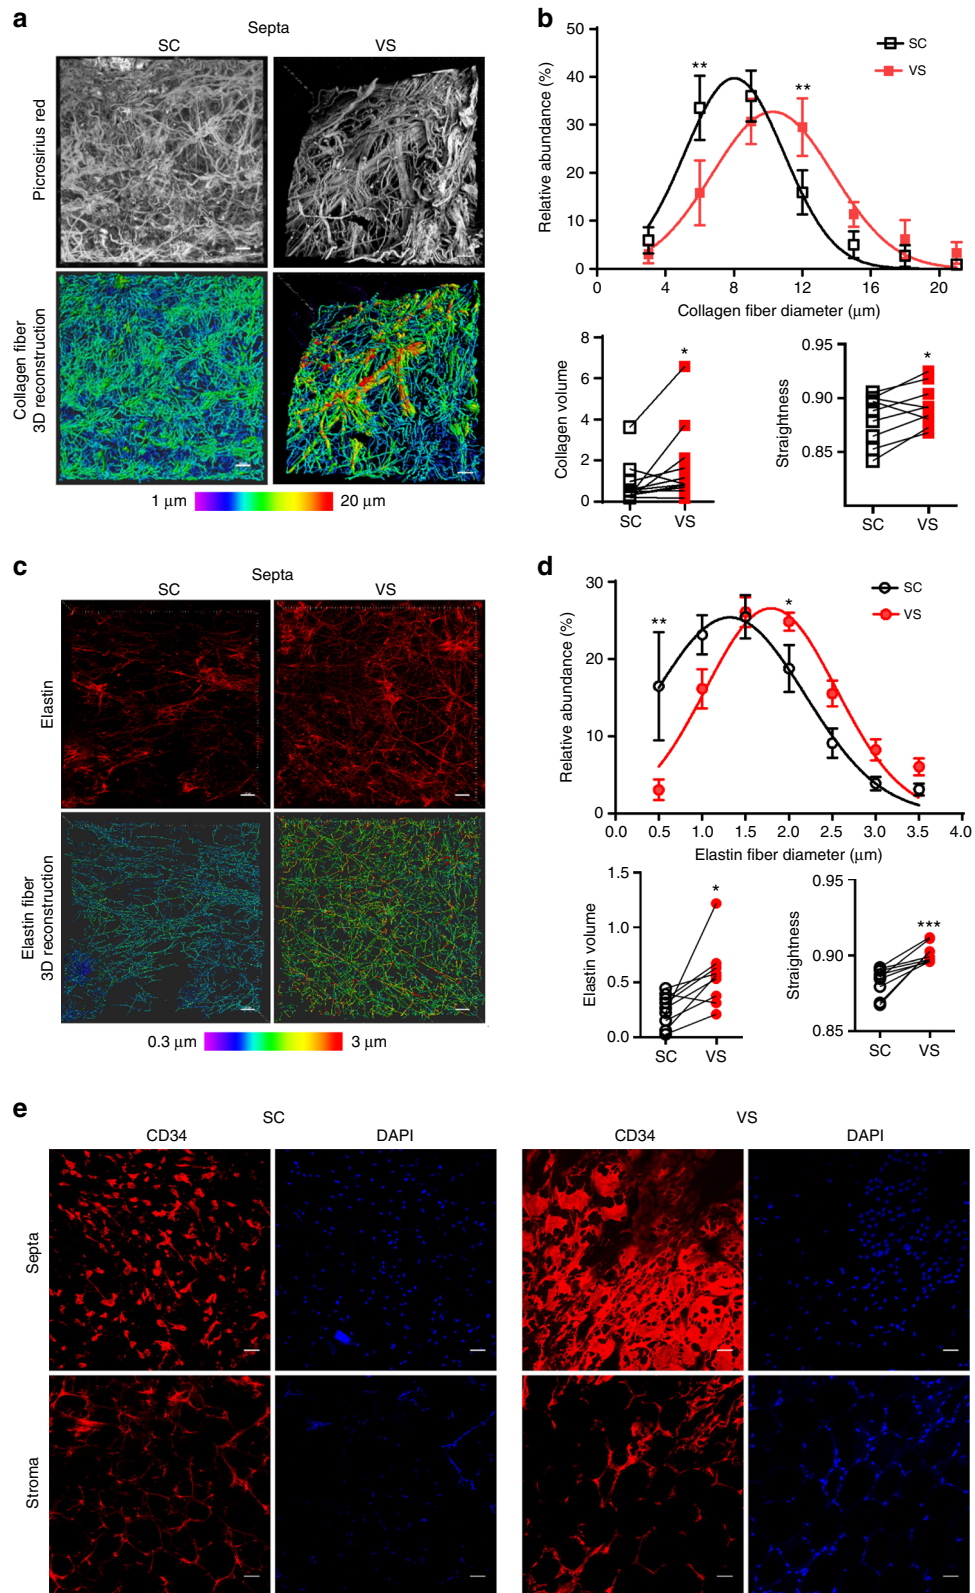 a
Septa
SC VS
Picrosirius red
Collagen fiber
3D reconstruction
1 μm 20 μm
b
50
40
30
20
10
0
Relative abundance (%)
** **
SC
VS
0 4 8 12 16 20
Collagen fiber diameter (μm)
8
6
4
2
0
Collagen volume
*
SC VS
0.95
0.90
0.85
Straightness
*
SC VS
c
Septa
SC VS
Elastin
Elastin fiber
3D reconstruction
0.3 μm 3 μm
d
30
20
10
0
Relative abundance (%)
** *
SC
VS
0.0 0.5 1.0 1.5 2.0 2.5 3.0 3.5 4.0
Elastin fiber diameter (μm)
1.5
1.0
0.5
0.0
Elastin volume
*
SC VS
0.95
0.90
0.85
Straightness
***
SC VS
e
SC VS
CD34 DAPI CD34 DAPI
Septa
Stroma